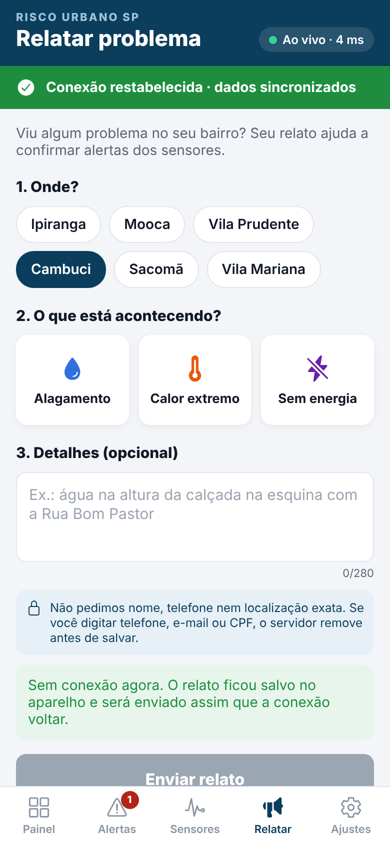 RISCO URBANO SP
Relatar problema
Ao vivo · 4 ms
Conexão restabelecida · dados sincronizados
Viu algum problema no seu bairro? Seu relato ajuda a
confirmar alertas dos sensores.
1. Onde?
Ipiranga
Mooca
Vila Prudente
Cambuci
Sacomã
Vila Mariana
2. O que está acontecendo?
Alagamento
Calor extremo
Sem energia
3. Detalhes (opcional)
Ex.: água na altura da calçada na esquina com
a Rua Bom Pastor
0/280
Não pedimos nome, telefone nem localização exata. Se
você digitar telefone, e-mail ou CPF, o servidor remove
antes de salvar.
Sem conexão agora. O relato ficou salvo no
aparelho e será enviado assim que a conexão
voltar.
Enviar relato
1
Painel
Alertas
Sensores
Relatar
Ajustes